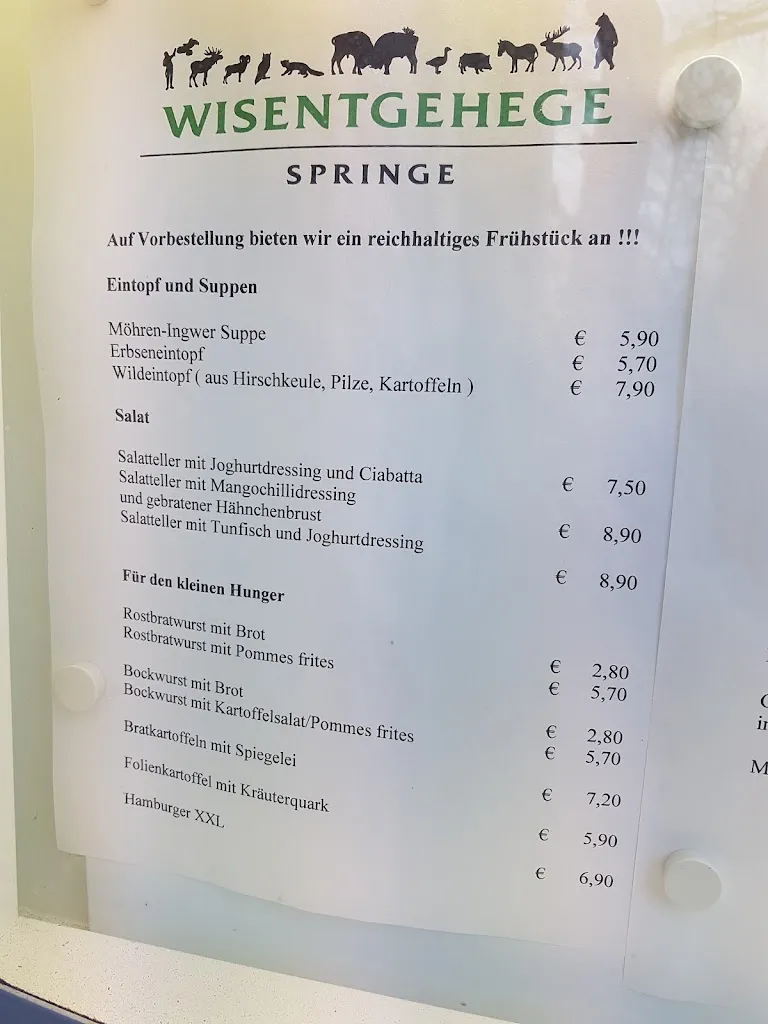 WISENTGEHEGE
SPRINGE
Auf Vorbestellung bieten wir ein reichhaltiges Frühstück an !!!
Eintopf und Suppen
Möhren-Ingwer Suppe € 5,90
Erbseneintopf € 5,70
Wildeintopf ( aus Hirschkeule, Pilze, Kartoffeln ) € 7,90
Salat
Salatteller mit Joghurtdressing und Ciabatta € 7,50
Salatteller mit Mangochillidressing
und gebratener Hähnchenbrust € 8,90
Salatteller mit Tunfisch und Joghurtdressing € 8,90
Für den kleinen Hunger
Rostbratwurst mit Brot € 2,80
Rostbratwurst mit Pommes frites € 5,70
Bockwurst mit Brot € 2,80
Bockwurst mit Kartoffelsalat/Pommes frites € 5,70
Bratkartoffeln mit Spiegelei € 7,20
Folienkartoffel mit Kräuterquark € 5,90
Hamburger XXL € 6,90